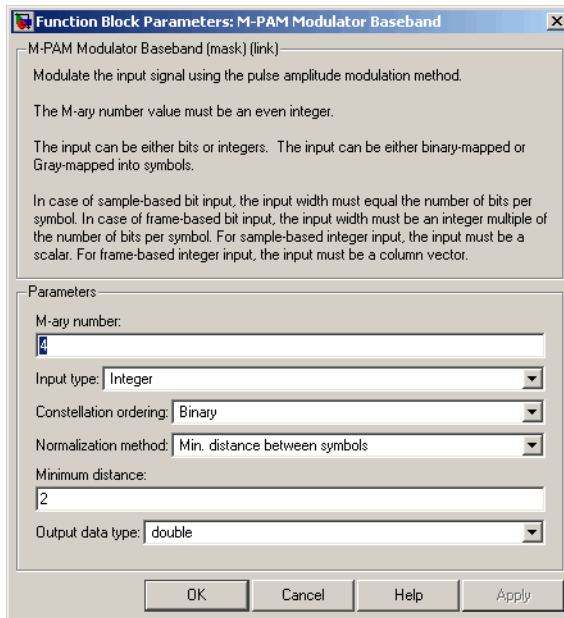 Function Block Parameters: M-PAM Modulator Baseband
M-PAM Modulator Baseband (mask) (link)
Modulate the input signal using the pulse amplitude modulation method.
The M-ary number value must be an even integer.
The input can be either bits or integers.  The input can be either binary-mapped or
Gray-mapped into symbols.
In case of sample-based bit input, the input width must equal the number of bits per
symbol. In case of frame-based bit input, the input width must be an integer multiple of
the number of bits per symbol. For sample-based integer input, the input must be a
scalar. For frame-based integer input, the input must be a column vector.
Parameters
M-ary number:
4
Input type: Integer
Constellation ordering: Binary
Normalization method: Min. distance between symbols
Minimum distance:
2
Output data type: double
OK Cancel Help Apply